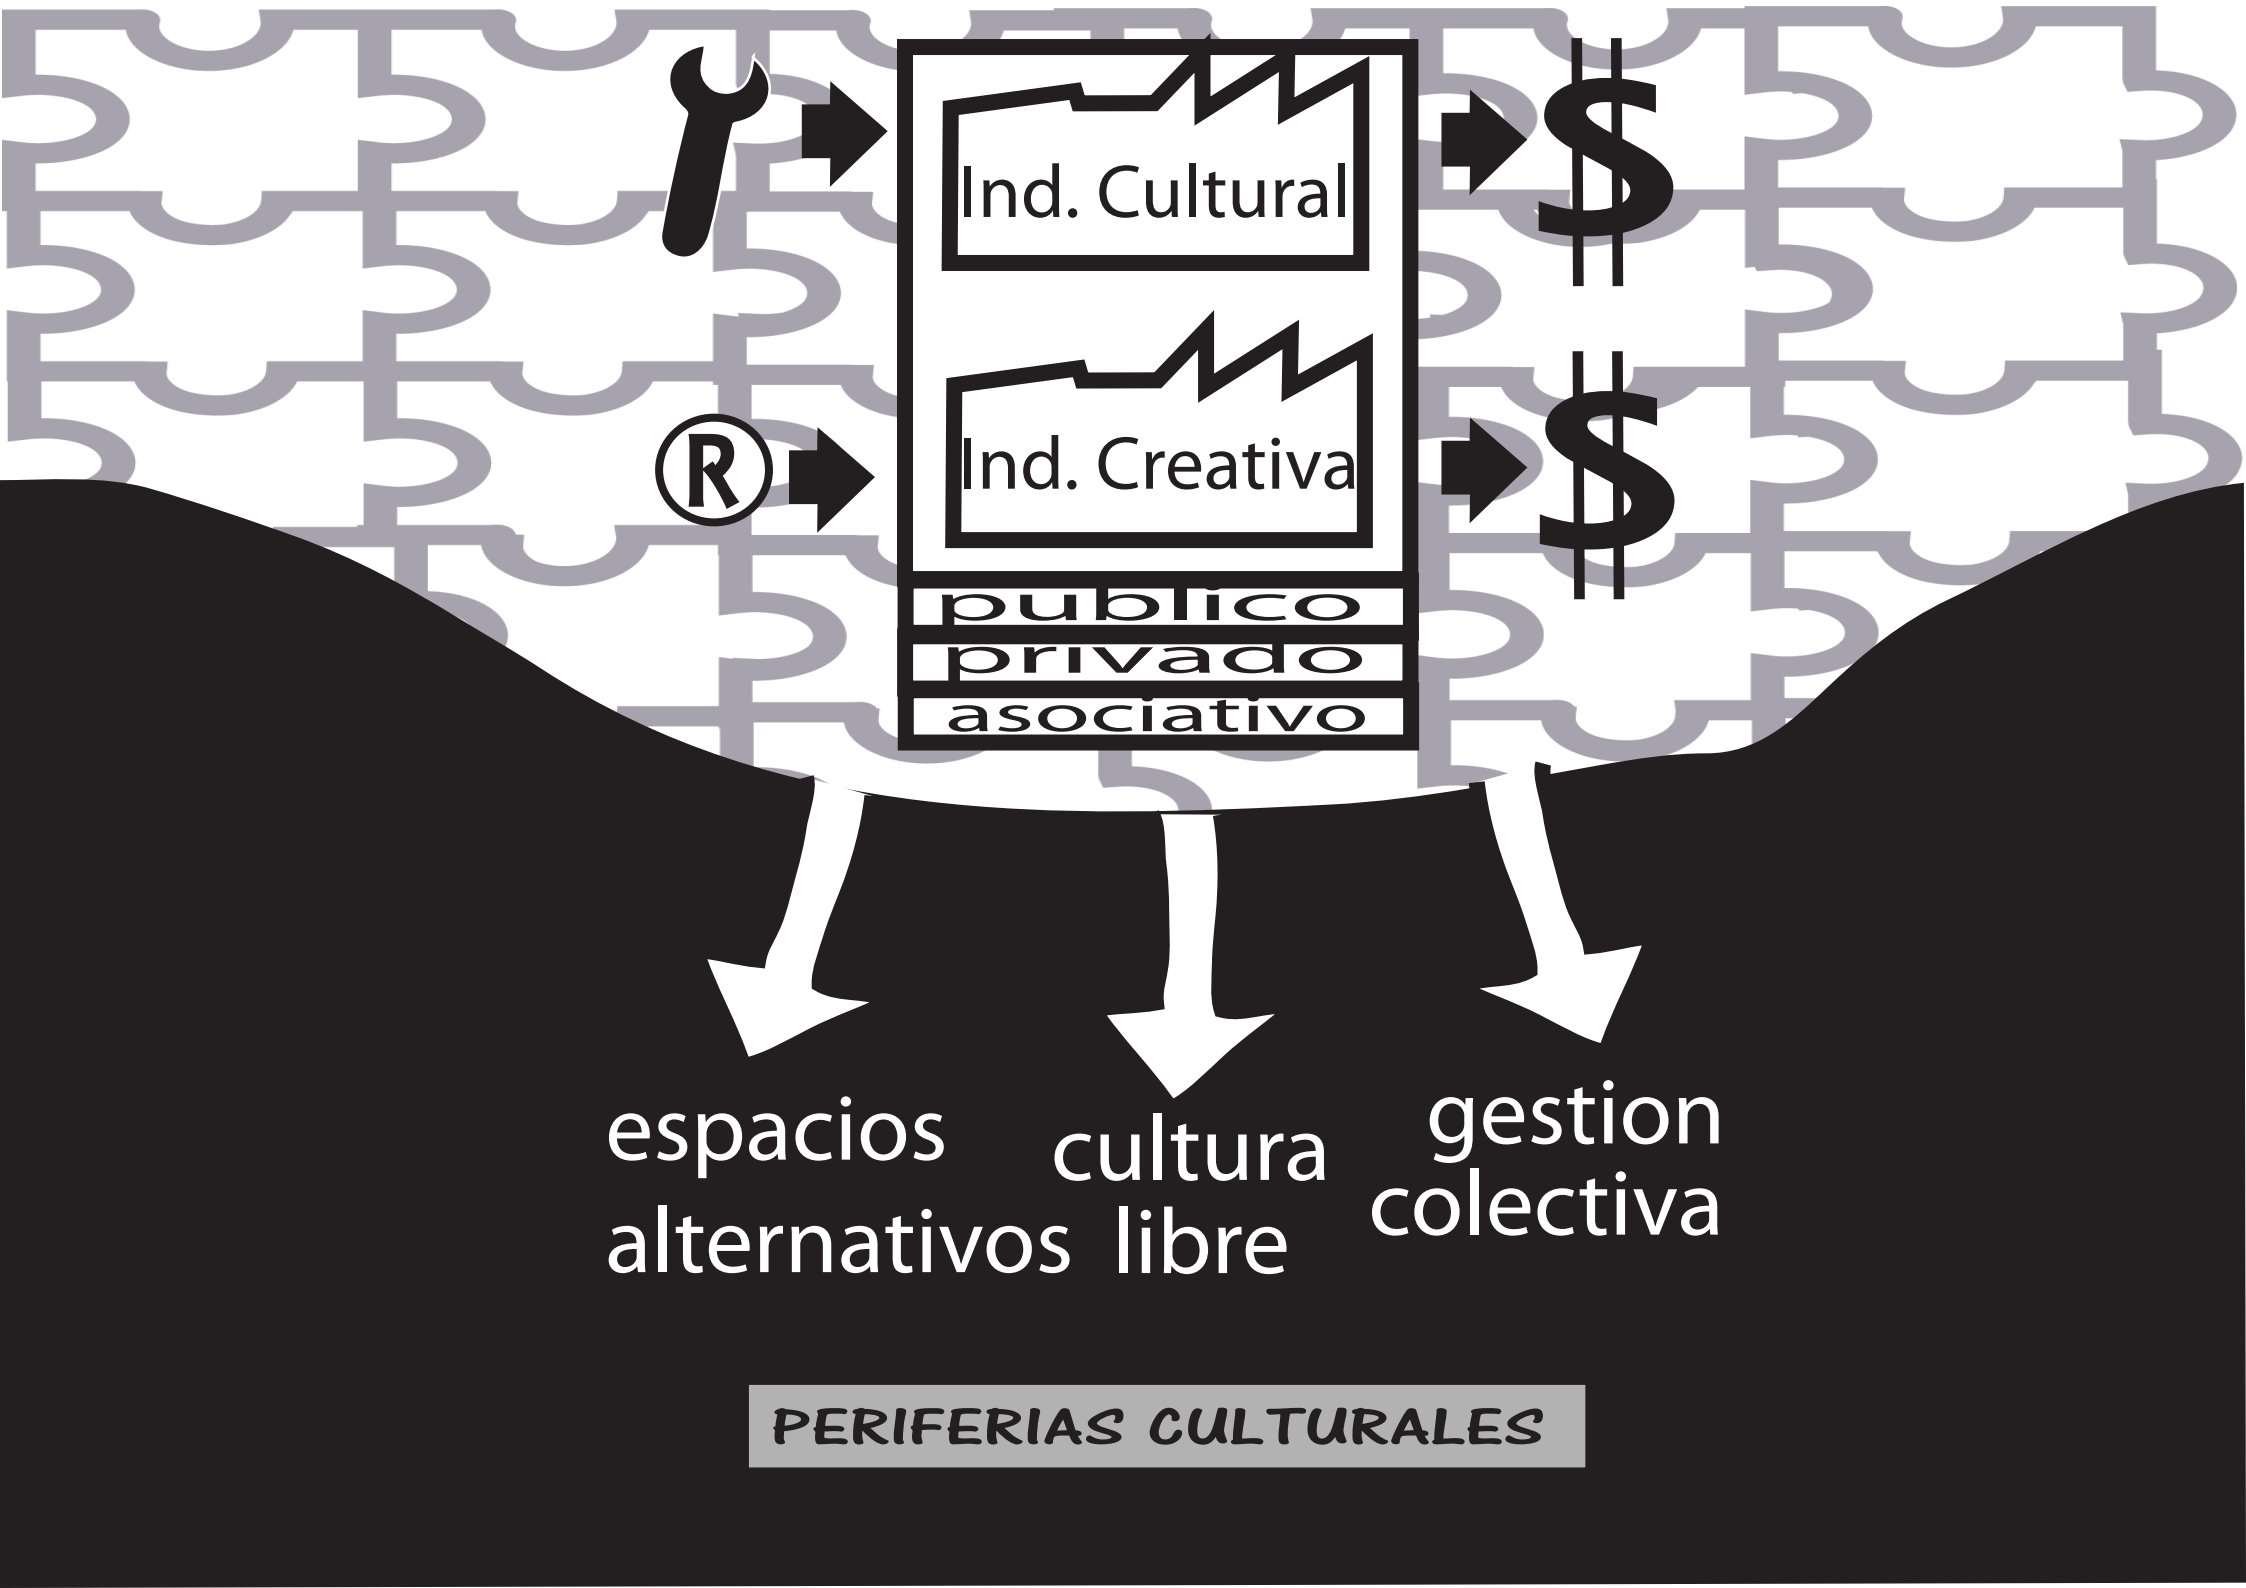 Ind. Cultural
$
®
Ind. Creativa
$
publico
privado
asociativo
espacios
alternativos
cultura
libre
gestion
colectiva
PERIFERIAS CULTURALES